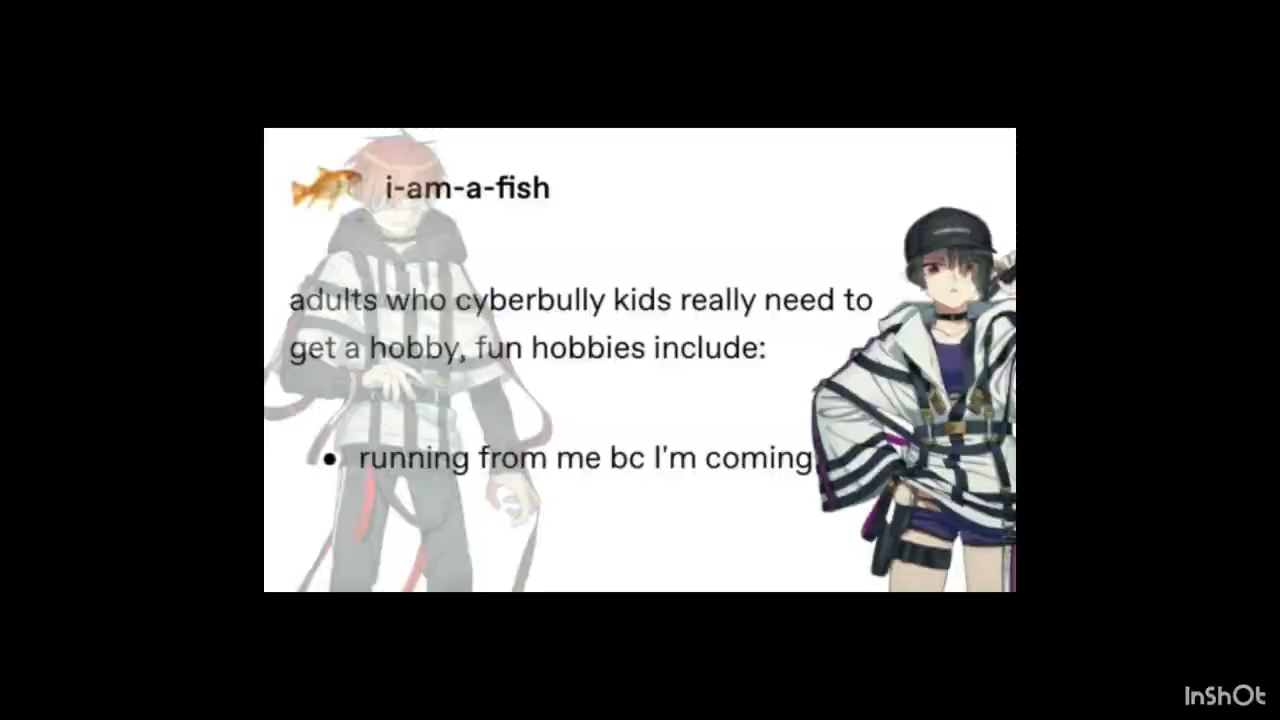 i-am-a-fish
adults who cyberbully kids really need to
get a hobby, fun hobbies include:
• running from me bc I'm coming
InShOt